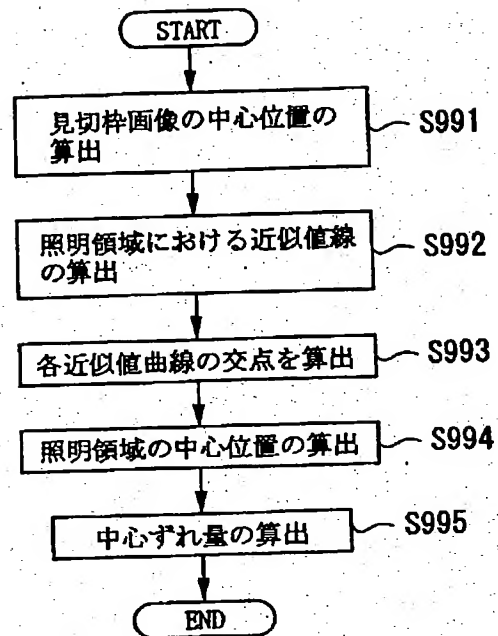 START
見切枠画像の中心位置の
算出
S991
照明領域における近似値線
の算出
S992
各近似値曲線の交点を算出
S993
照明領域の中心位置の算出
S994
中心ずれ量の算出
S995
END